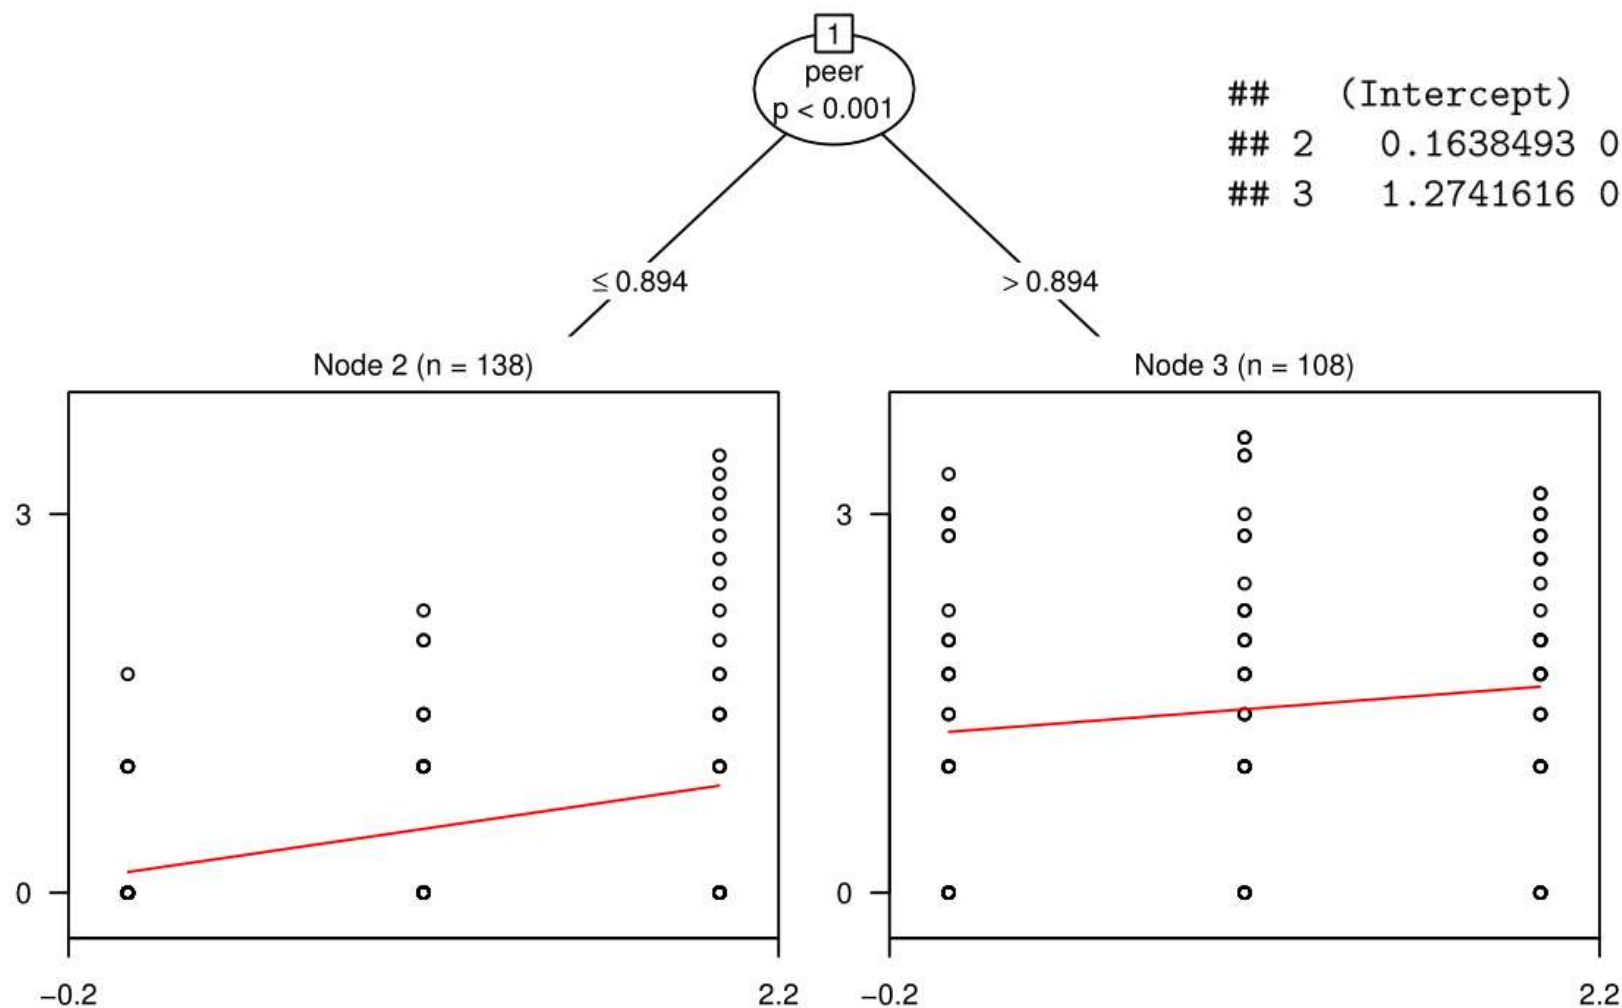 1
peer
p < 0.001
## (Intercept)
## 2 0.1638493 0
## 3 1.2741616 0
≤ 0.894
> 0.894
Node 2 (n = 138)
Node 3 (n = 108)
3
0
−0.2
2.2
3
0
−0.2
2.2